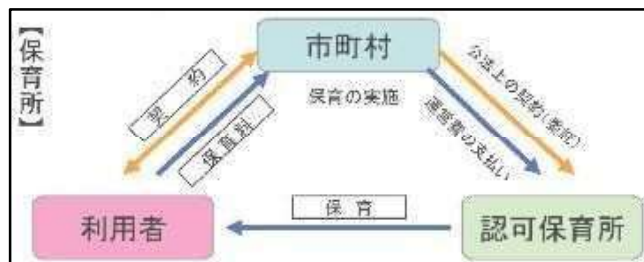 【保育所】
市町村
契約
保育料
保育の実施
公法上の契約(委託)
運営費の支払い
保育
利用者
認可保育所